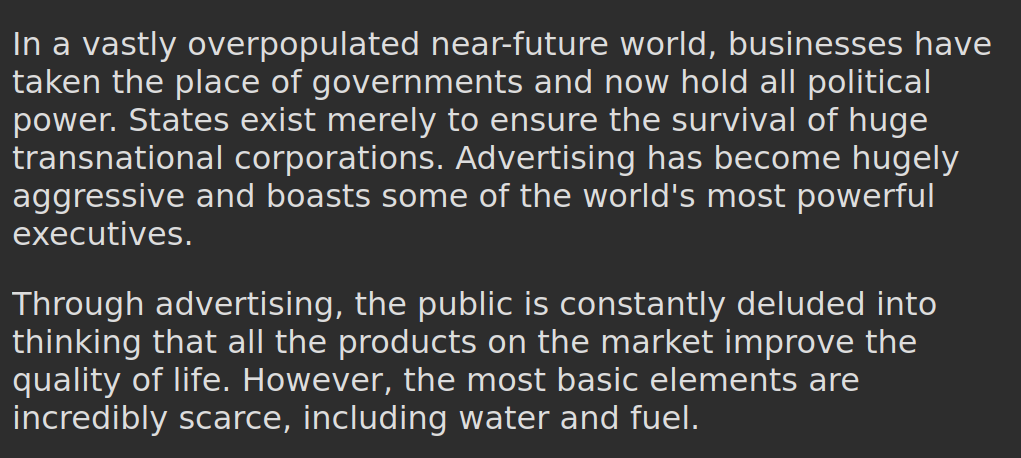 In a vastly overpopulated near-future world, businesses have
taken the place of governments and now hold all political
power. States exist merely to ensure the survival of huge
transnational corporations. Advertising has become hugely
aggressive and boasts some of the world's most powerful
executives.
Through advertising, the public is constantly deluded into
thinking that all the products on the market improve the
quality of life. However, the most basic elements are
incredibly scarce, including water and fuel.